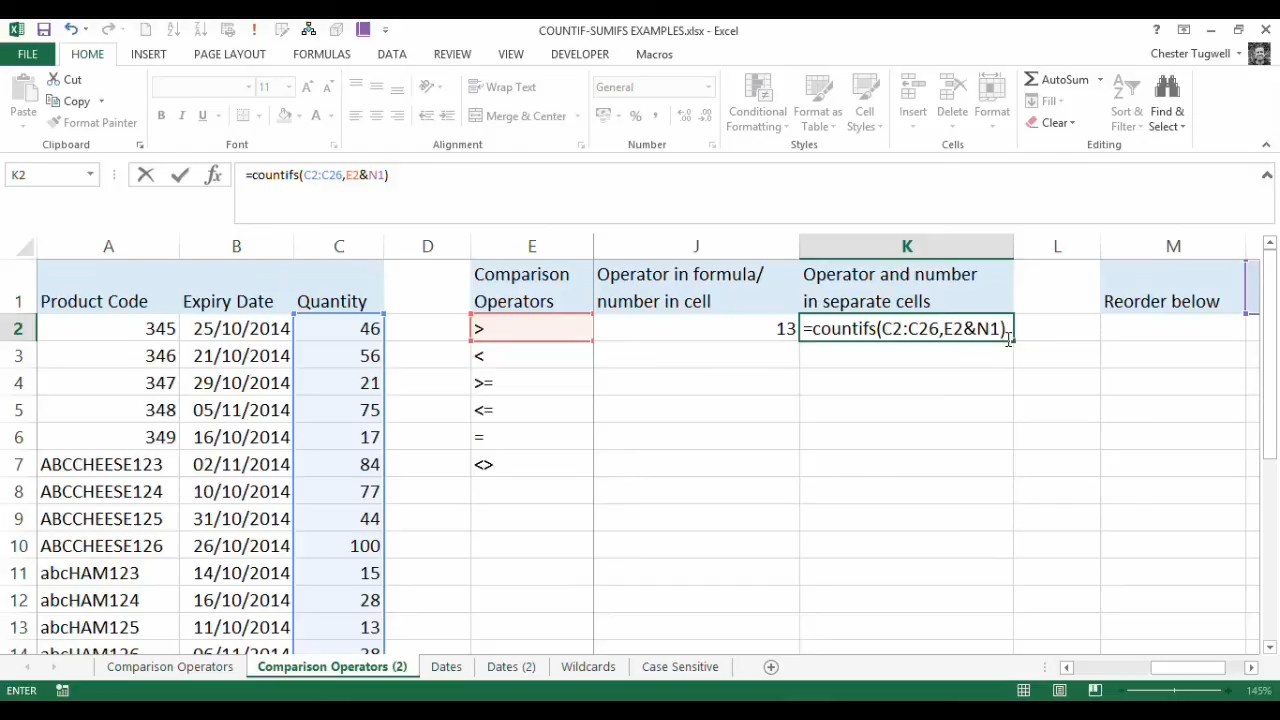 COUNTIF-SUMIFS EXAMPLES.xlsx - Excel
?
FILE HOME INSERT PAGE LAYOUT FORMULAS DATA REVIEW VIEW DEVELOPER Macros Chester Tugwell
Paste Cut Copy Format Painter Clipboard
11 B I U A Font
Wrap Text Merge & Center Alignment
General % Number
Conditional Formatting Format as Table Cell Styles Styles
Insert Delete Format Cells
AutoSum Fill Clear Sort & Filter Find & Select Editing
K2 fx =countifs(C2:C26,E2&N1)
A B C D E J K L M
1 Product Code Expiry Date Quantity Comparison Operators Operator in formula/ number in cell Operator and number in separate cells Reorder below
2 345 25/10/2014 46 > 13 =countifs(C2:C26,E2&N1)
3 346 21/10/2014 56 <
4 347 29/10/2014 21 >=
5 348 05/11/2014 75 <=
6 349 16/10/2014 17 =
7 ABCCHEESE123 02/11/2014 84 <>
8 ABCCHEESE124 10/10/2014 77
9 ABCCHEESE125 31/10/2014 44
10 ABCCHEESE126 26/10/2014 100
11 abcHAM123 14/10/2014 15
12 abcHAM124 16/10/2014 28
13 abcHAM125 11/10/2014 13
14 abcHAM126 06/11/2014 38
Comparison Operators Comparison Operators (2) Dates Dates (2) Wildcards Case Sensitive
ENTER 145%